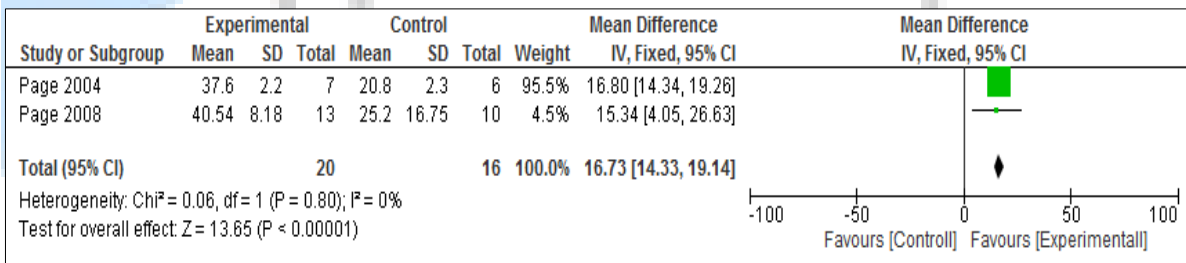 Experimental Control Mean Difference Mean Difference
Study or Subgroup Mean SD Total Mean SD Total Weight IV, Fixed, 95% CI IV, Fixed, 95% CI
Page 2004 37.6 2.2 7 20.8 2.3 6 95.5% 16.80 [14.34, 19.26]
Page 2008 40.54 8.18 13 25.2 16.75 10 4.5% 15.34 [4.05, 26.63]
Total (95% CI) 20 16 100.0% 16.73 [14.33, 19.14]
Heterogeneity: Chi² = 0.06, df = 1 (P = 0.80); I² = 0%
Test for overall effect: Z = 13.65 (P < 0.00001)
-100 -50 0 50 100
Favours [Controll] Favours [Experimentall]